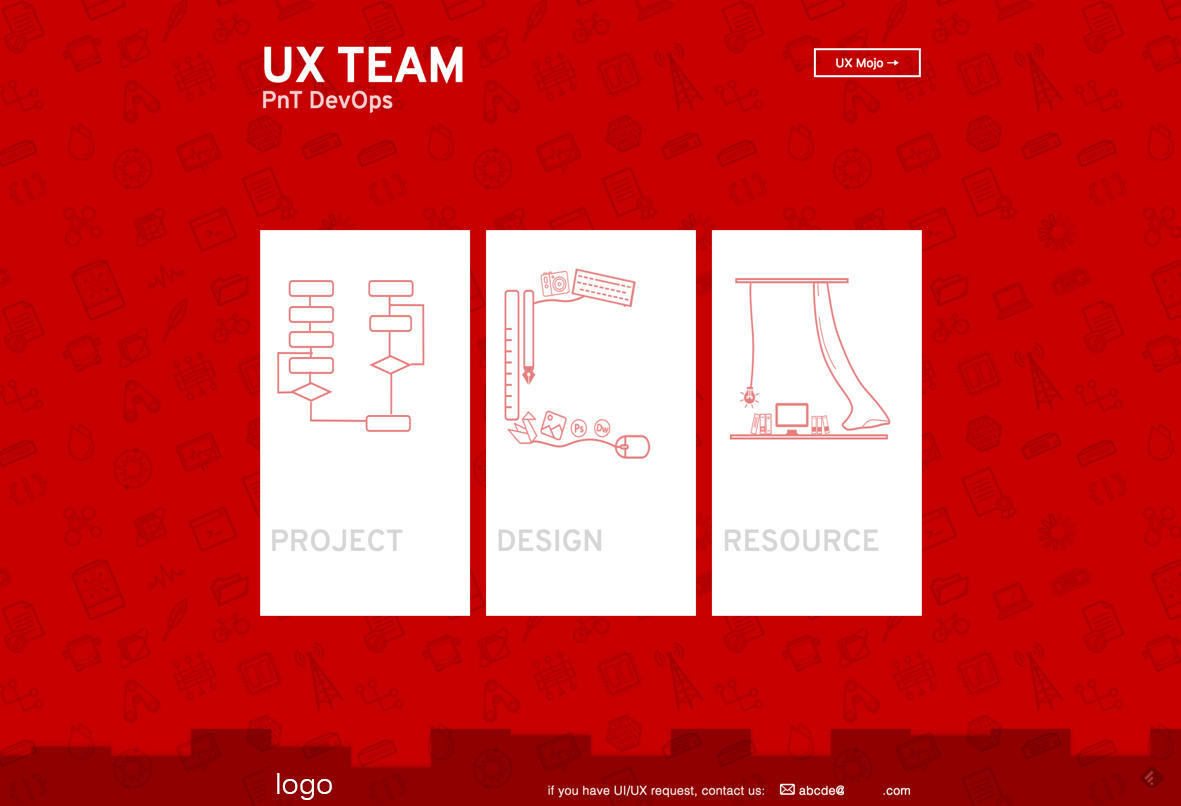 UX TEAM
PnT DevOps
UX Mojo →
Ps
Dw
PROJECT
DESIGN
RESOURCE
logo
if you have UI/UX request, contact us: abcde@ .com